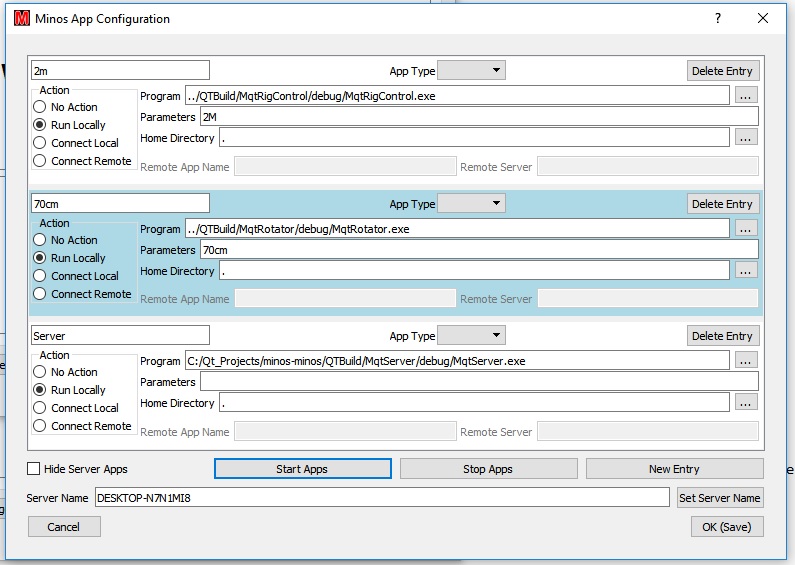 Minos App Configuration
2m App Type Delete Entry
Action
No Action
Run Locally
Connect Local
Connect Remote
Program ../QTBuild/MqtRigControl/debug/MqtRigControl.exe ...
Parameters 2M
Home Directory . ...
Remote App Name Remote Server
70cm App Type Delete Entry
Action
No Action
Run Locally
Connect Local
Connect Remote
Program ../QTBuild/MqtRotator/debug/MqtRotator.exe ...
Parameters 70cm
Home Directory . ...
Remote App Name Remote Server
Server App Type Delete Entry
Action
No Action
Run Locally
Connect Local
Connect Remote
Program C:/Qt_Projects/minos-minos/QTBuild/MqtServer/debug/MqtServer.exe ...
Parameters
Home Directory . ...
Remote App Name Remote Server
Hide Server Apps Start Apps Stop Apps New Entry
Server Name DESKTOP-N7N1MI8 Set Server Name
Cancel OK (Save)